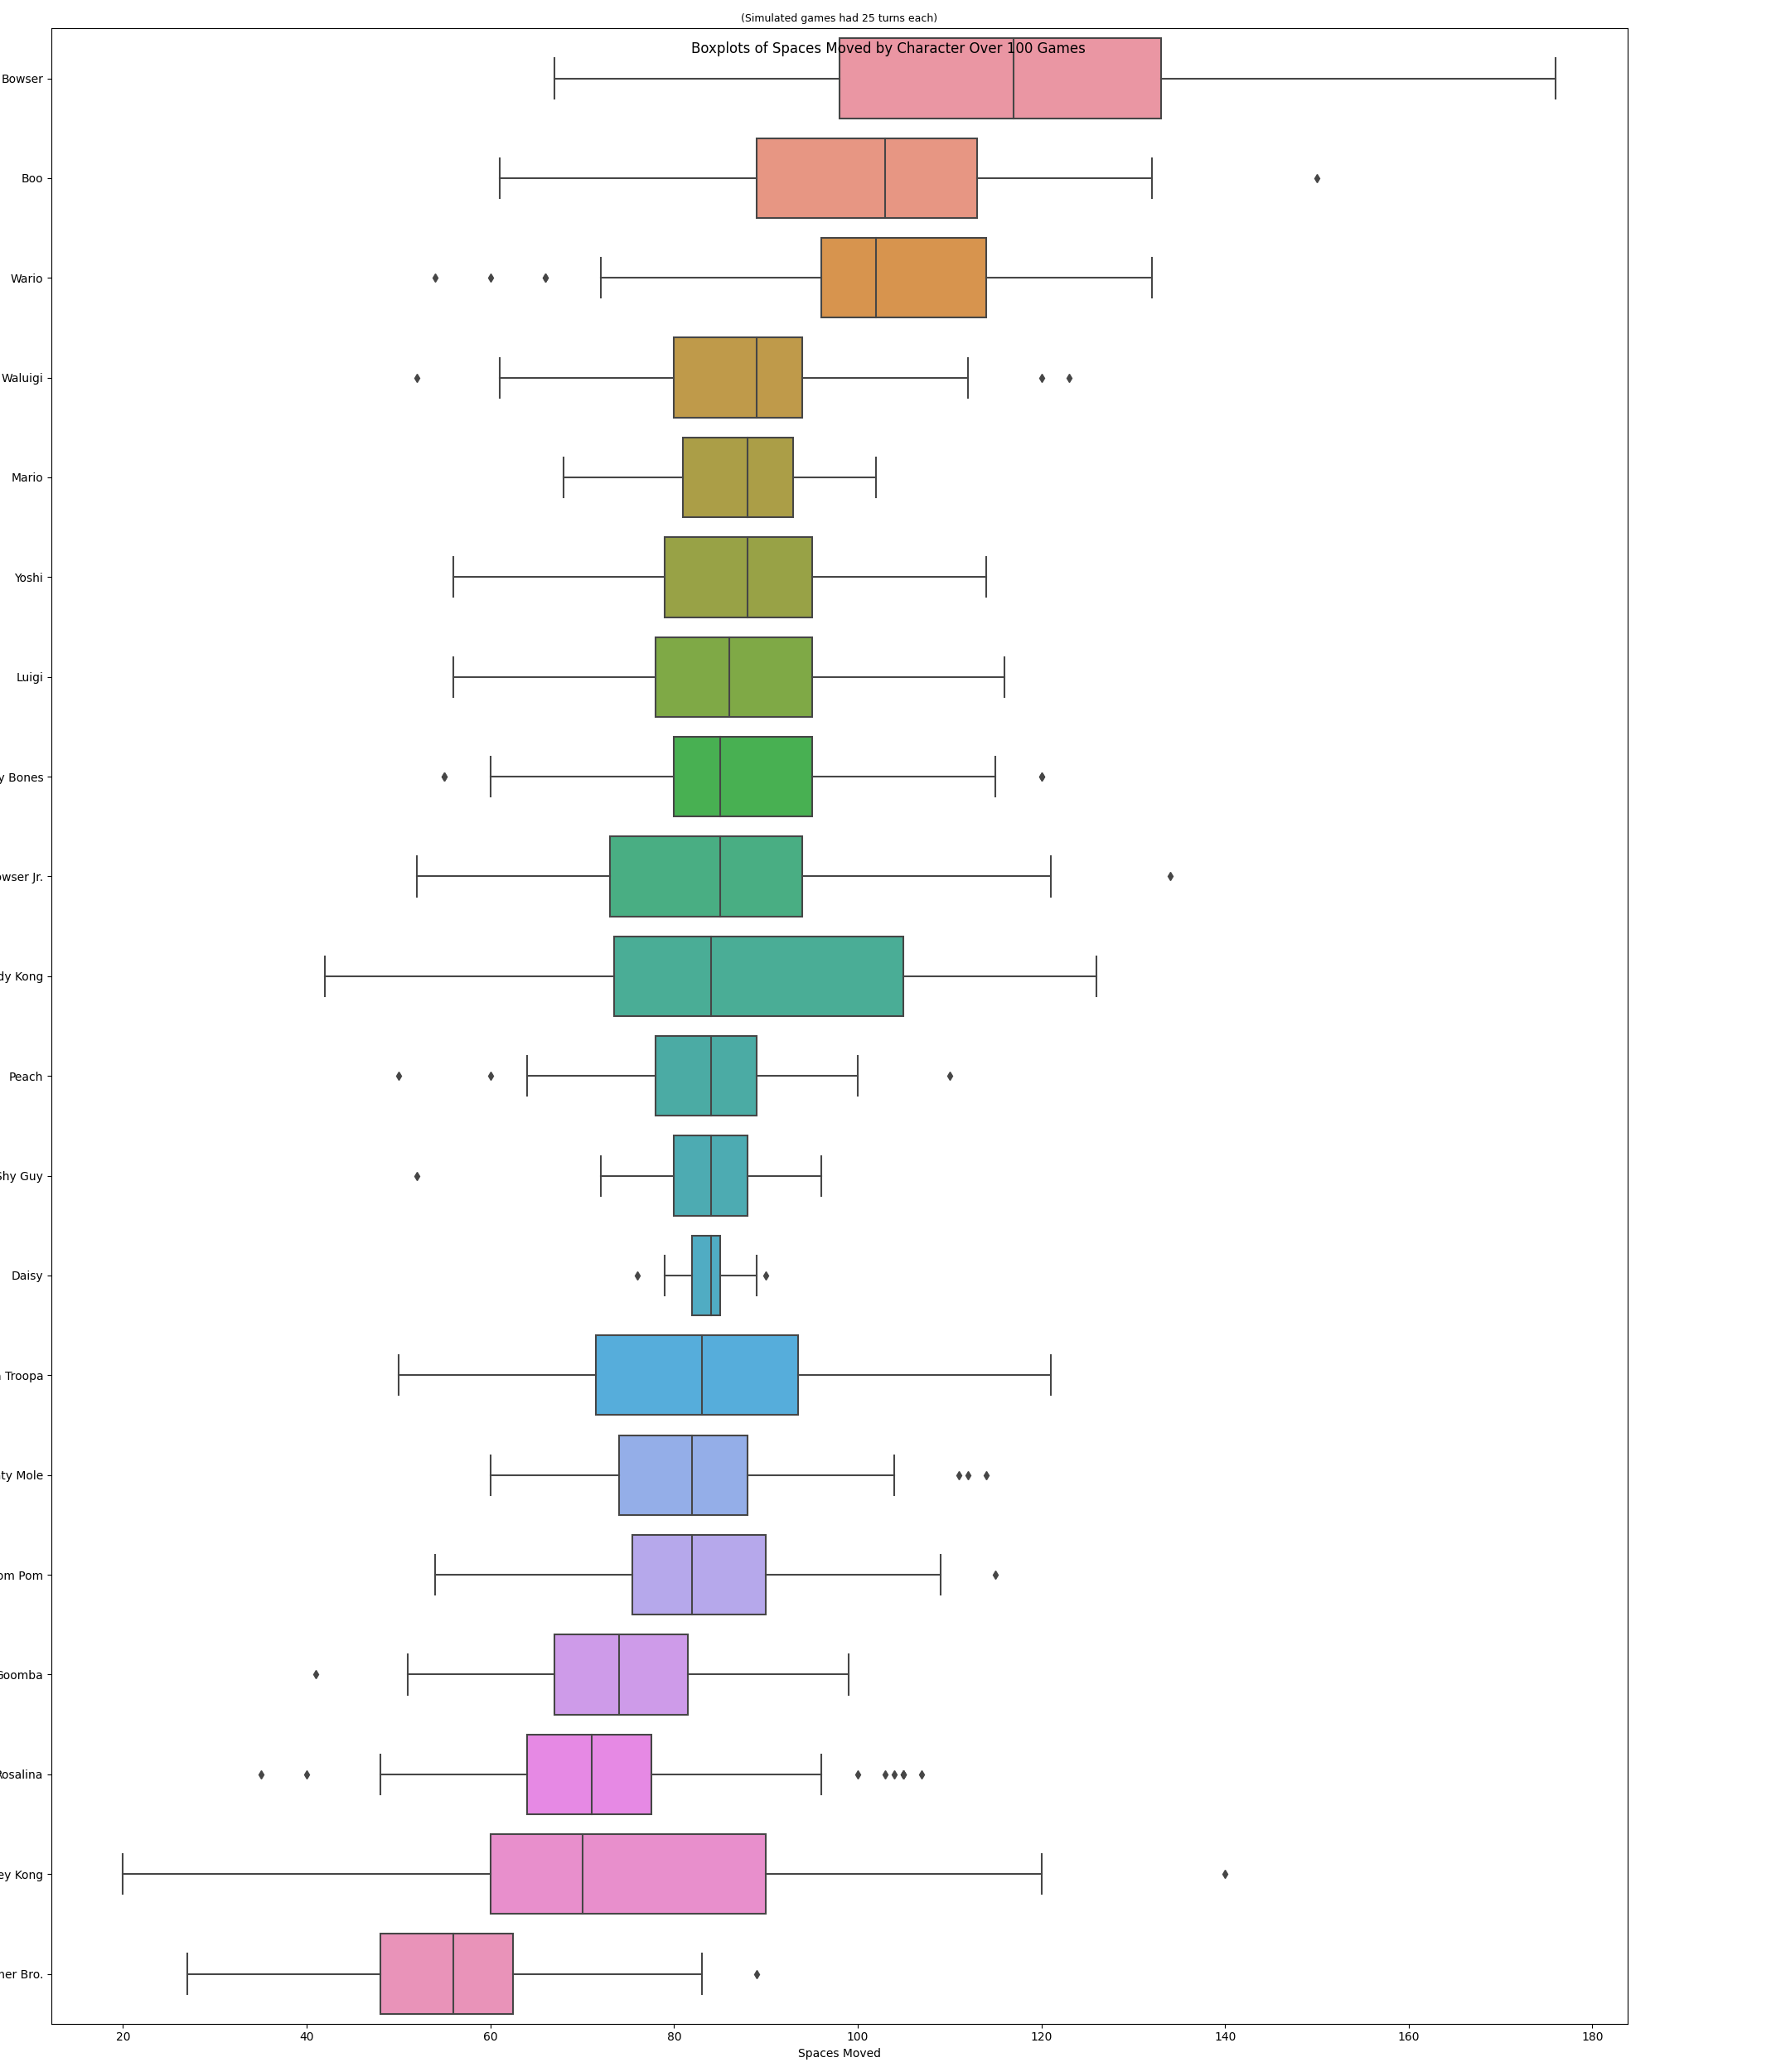 (Simulated games had 25 turns each)
Boxplots of Spaces Moved by Character Over 100 Games
Bowser
Boo
Wario
Waluigi
Mario
Yoshi
Luigi
y Bones
owser Jr.
dy Kong
Peach
Shy Guy
Daisy
Troopa
ty Mole
om Pom
Goomba
Rosalina
ey Kong
mer Bro.
20 40 60 80 100 120 140 160 180
Spaces Moved